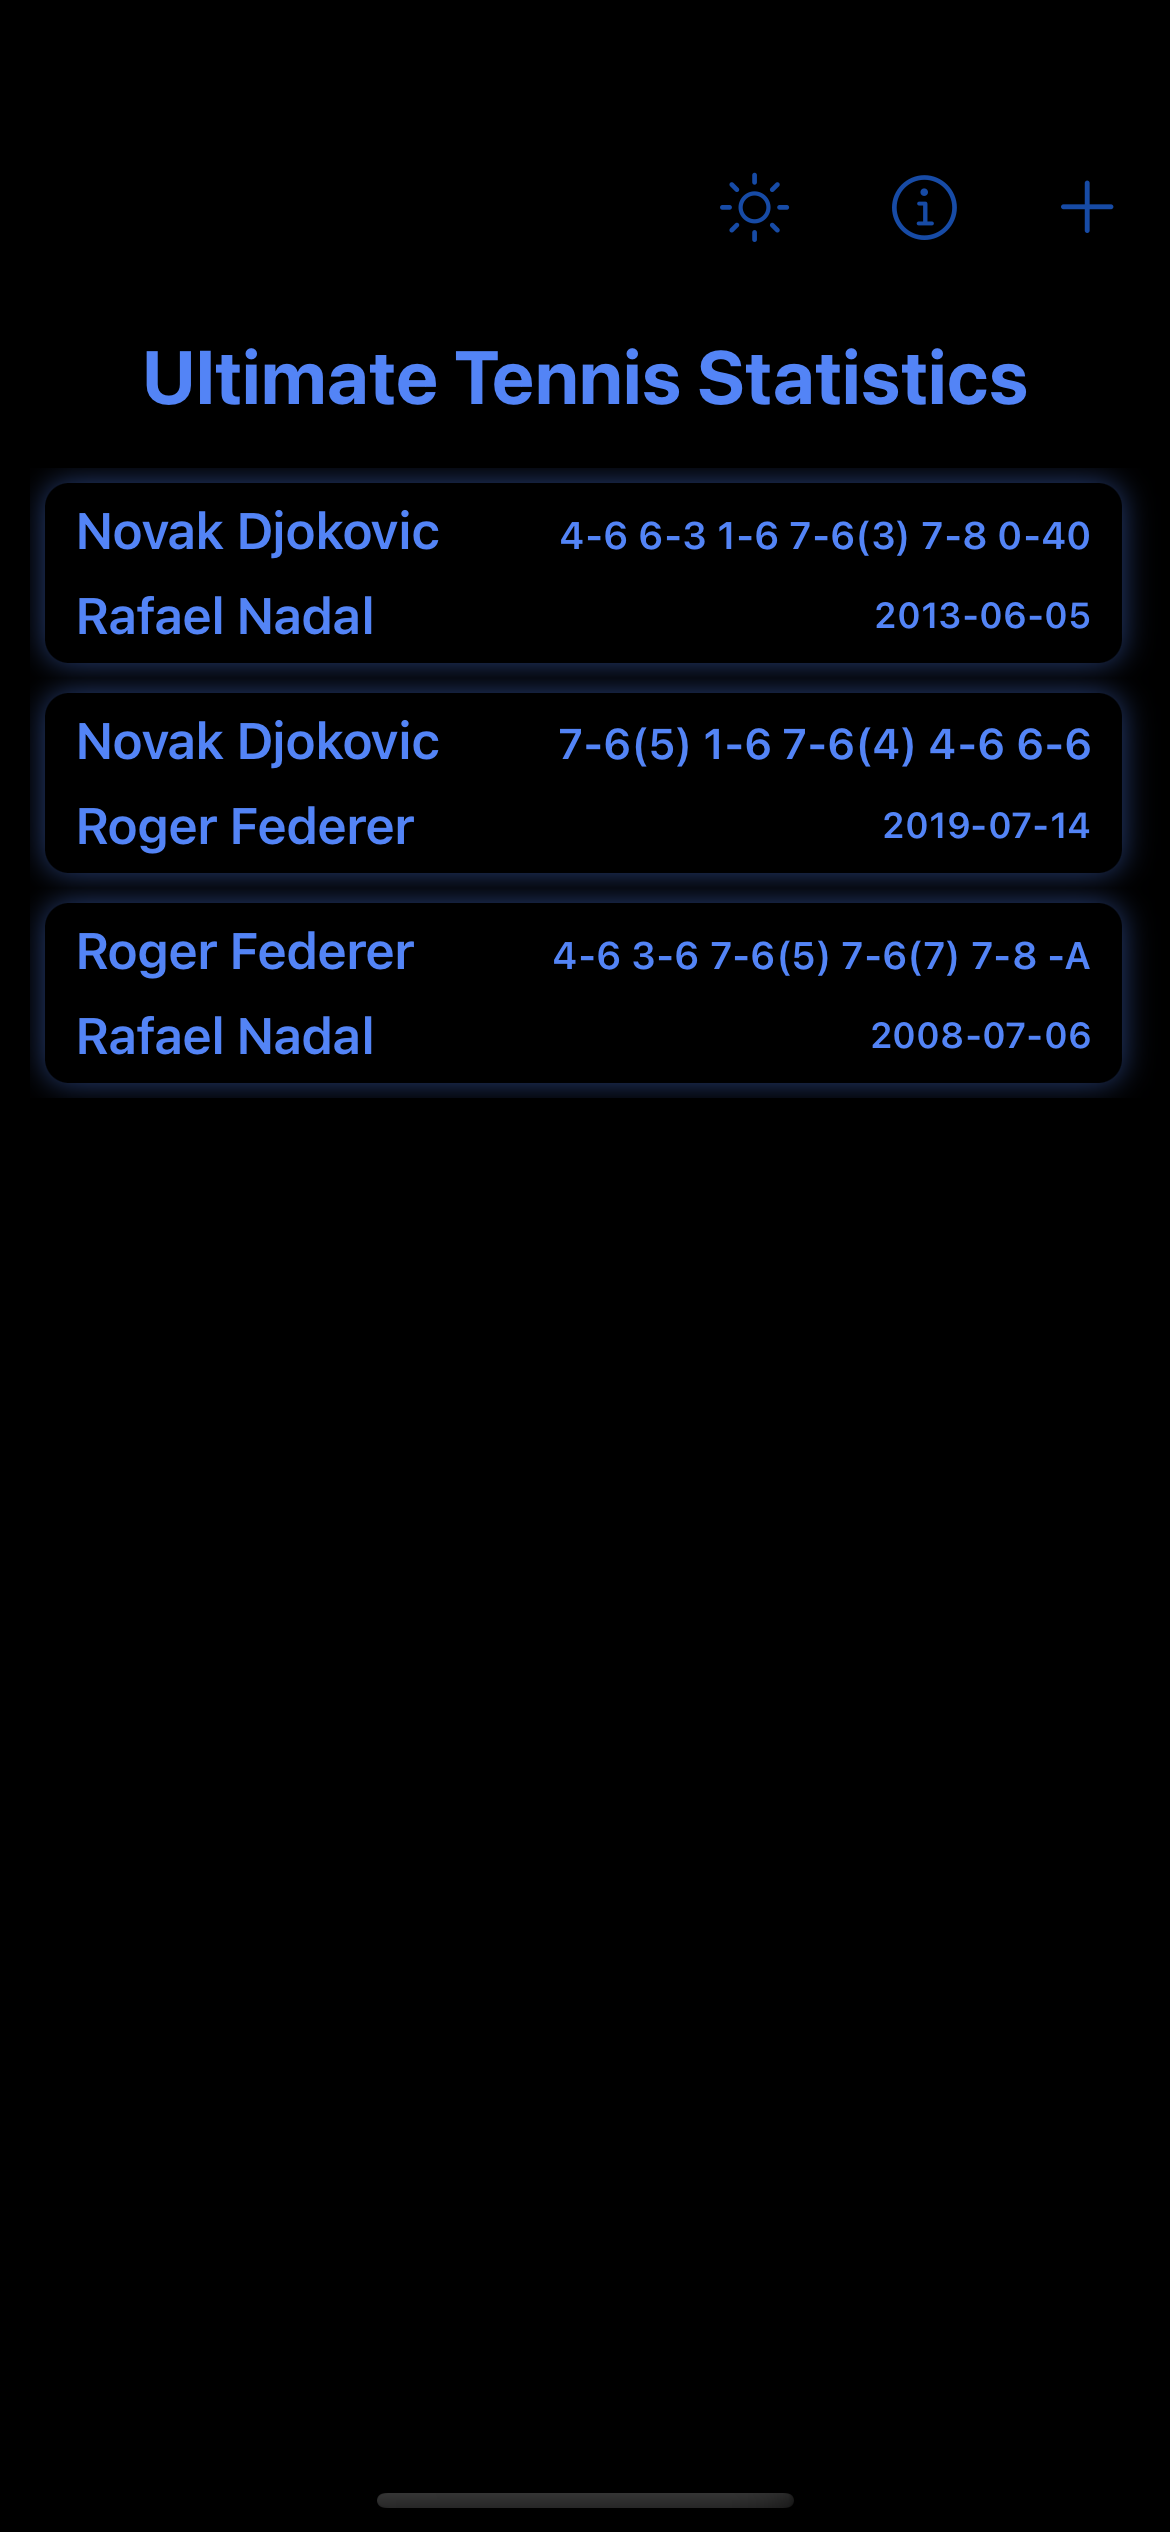 Ultimate Tennis Statistics
Novak Djokovic 4-6 6-3 1-6 7-6(3) 7-8 0-40
Rafael Nadal 2013-06-05
Novak Djokovic 7-6(5) 1-6 7-6(4) 4-6 6-6
Roger Federer 2019-07-14
Roger Federer 4-6 3-6 7-6(5) 7-6(7) 7-8 -A
Rafael Nadal 2008-07-06